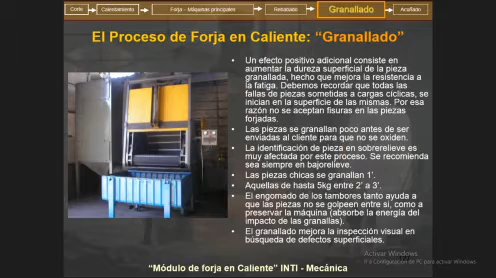 Corte
Calentamiento
Forja - Máquinas principales
Rebabado
Granallado
Acuñado
El Proceso de Forja en Caliente: “Granallado”
• Un efecto positivo adicional consiste en
aumentar la dureza superficial de la pieza
granallada, hecho que mejora la resistencia a
la fatiga. Debemos recordar que todas las
fallas de piezas sometidas a cargas cíclicas, se
inician en la superficie de las mismas. Por esa
razón no se aceptan fisuras en las piezas
forjadas.
• Las piezas se granallan poco antes de ser
enviadas al cliente para que no se oxiden.
• La identificación de pieza en sobrerelieve es
muy afectada por este proceso. Se recomienda
sea siempre en bajorelieve.
• Las piezas chicas se granallan 1’.
• Aquellas de hasta 5kg entre 2’ a 3’.
• El engomado de los tambores tanto ayuda a
que las piezas no se golpeen entre sí, como a
preservar la máquina (absorbe la energía del
impacto de las granallas).
• El granallado mejora la inspección visual en
búsqueda de defectos superficiales.
Activar Windows
Ir a Configuración de PC para activar Windows.
“Módulo de forja en Caliente” INTI - Mecánica